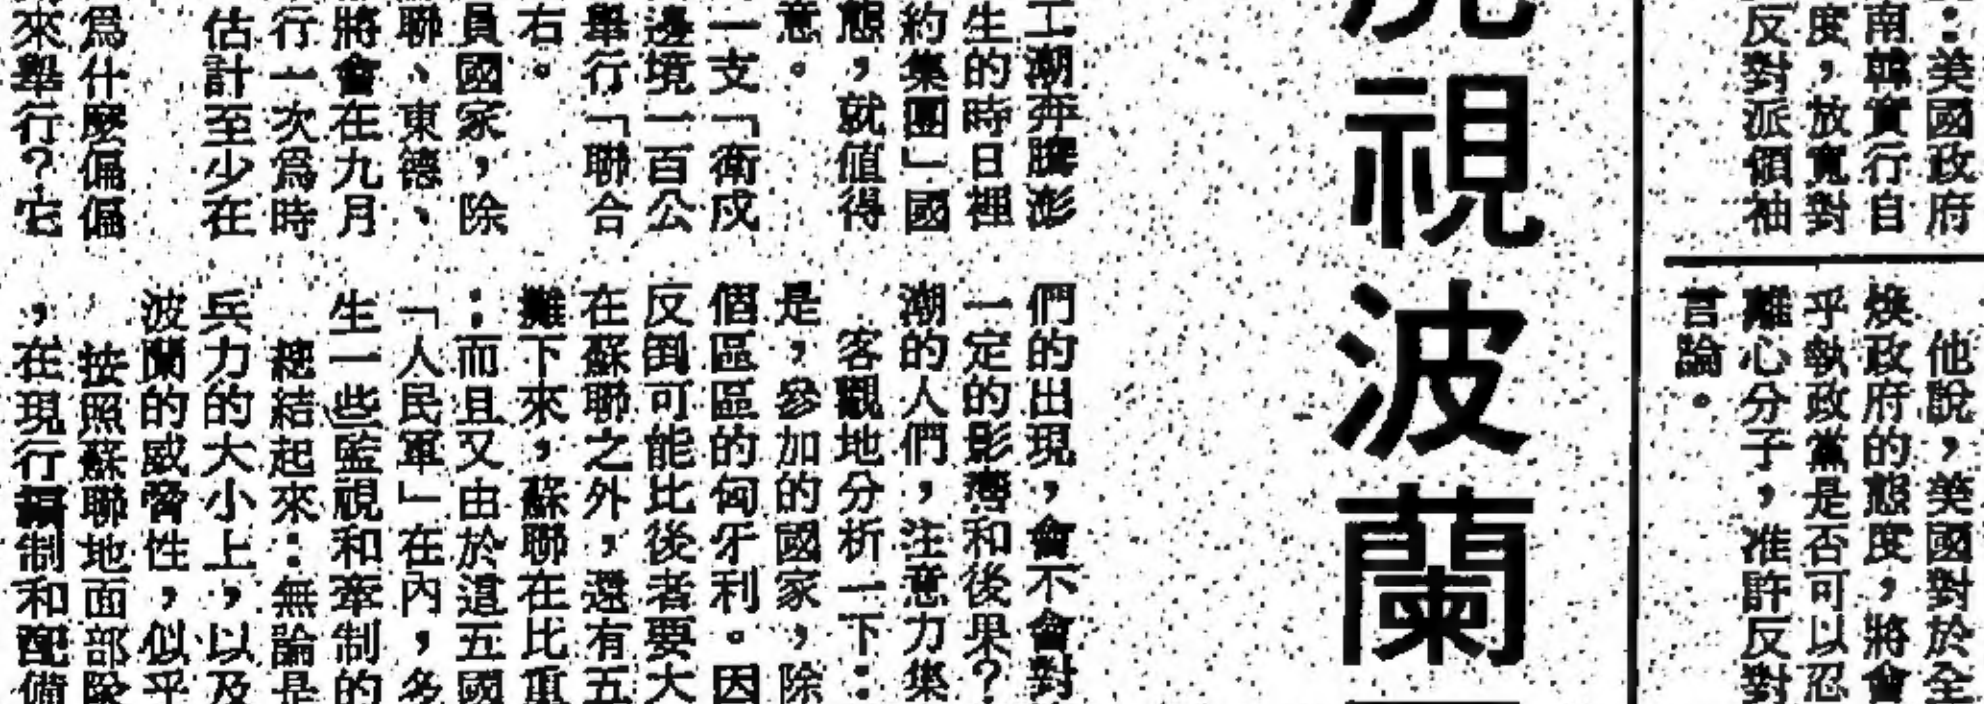 ：美國政府
南韓實行自
度，放寬對
反對派領袖
他說，美國對於全
煥政府的態度，將會
乎執政黨是否可以忍
離心分子，准許反對
言論。
視波蘭
工潮奔騰澎
生的時日裡
約集團」國
態，就值得
意。
一支「衛戍
邊境一百公
舉行「聯合
右。
員國家，除
聯、東德、
將會在九月
行一次爲時
估計至少在
爲什麼偏偏
來舉行？它
們的出現，會不會對
一定的影響和後果？
潮的人們，注意力集
客觀地分析一下：
是，參加的國家，除
個區區的匈牙利。因
反倒可能比後者要大
在蘇聯之外，還有五
攤下來，蘇聯在比重
：而且又由於這五國
「人民軍」在內，多
生一些監視和牽制的
總結起來：無論是
兵力的大小上，以及
波蘭的威脅性，似乎
按照蘇聯地面部隊
，在現行編制和配備